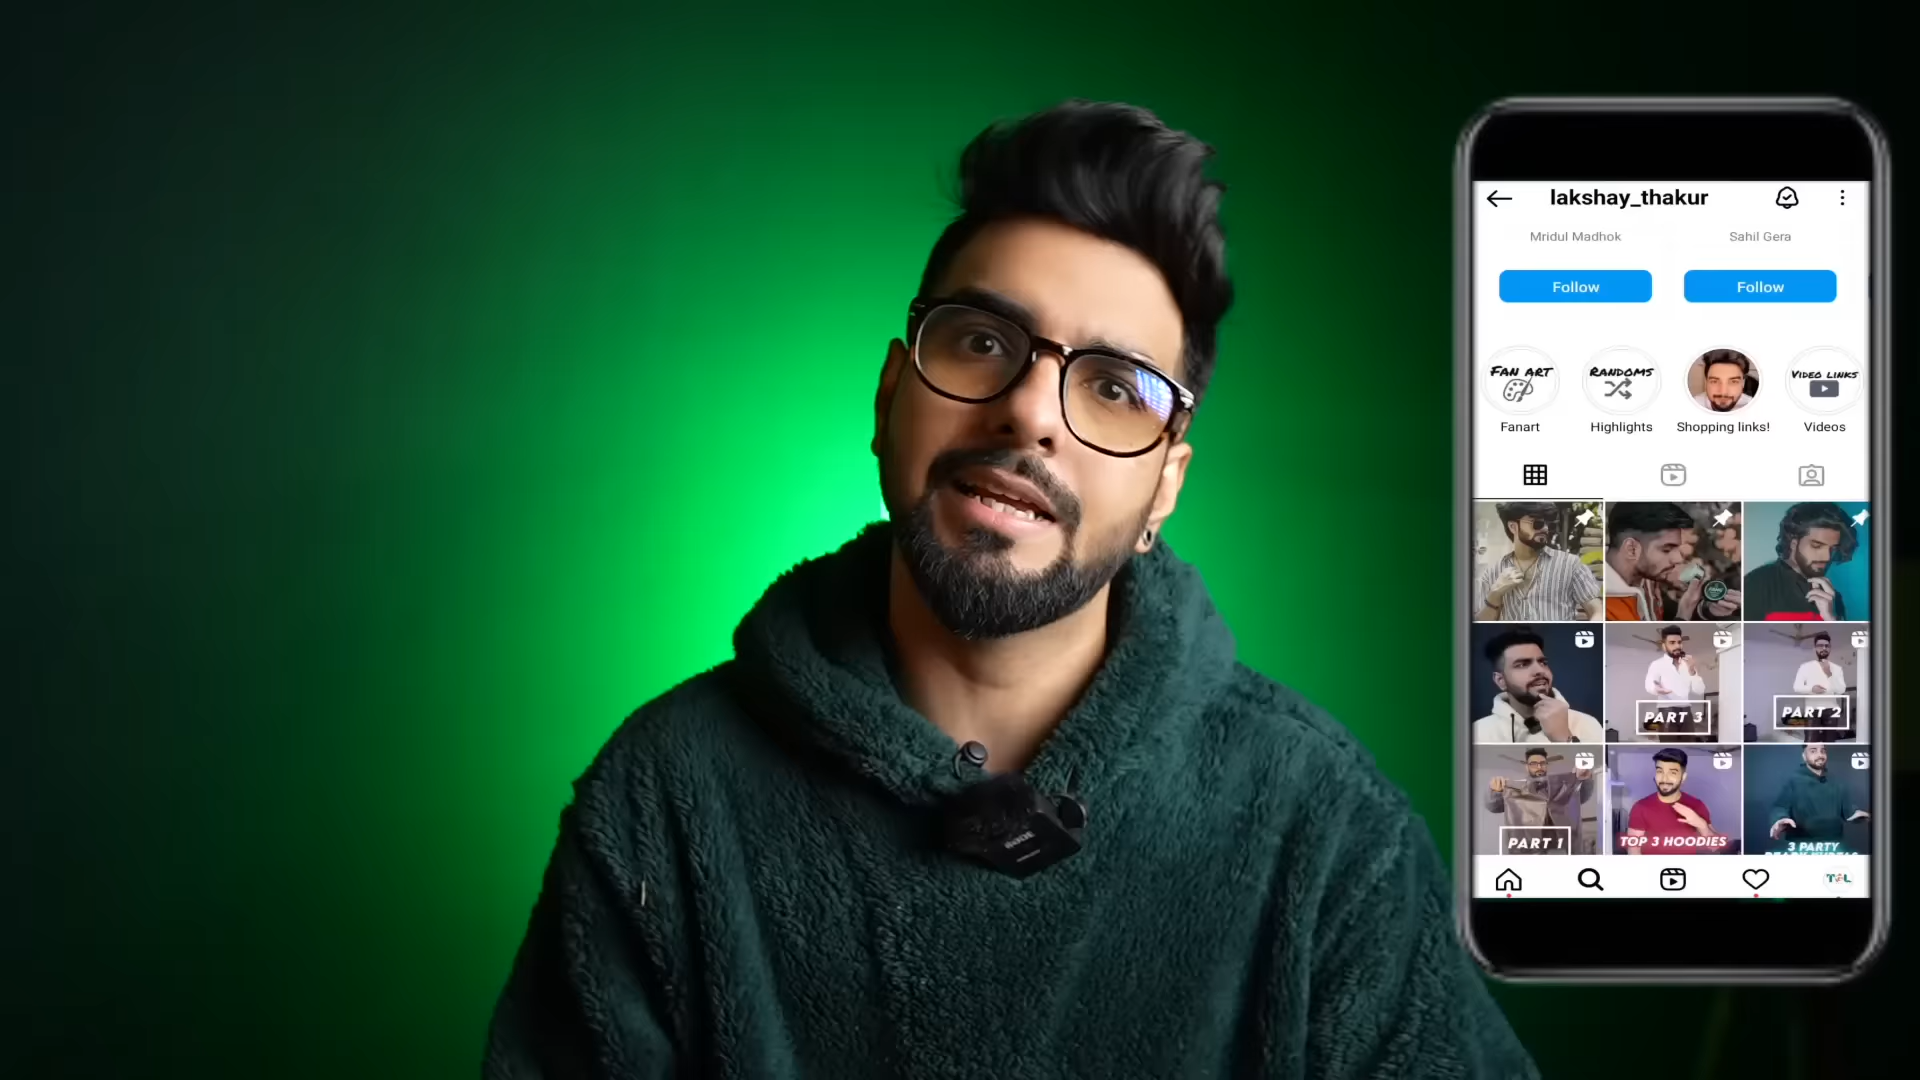 lakshay_thakur
Mridul Madhok
Sahil Gera
Follow
Follow
FAN ART
RANDOMS
VIDEO LINKS
Fanart
Highlights
Shopping links!
Videos
PART 3
PART 2
PART 1
TOP 3 HOODIES
3 PARTY
RODE